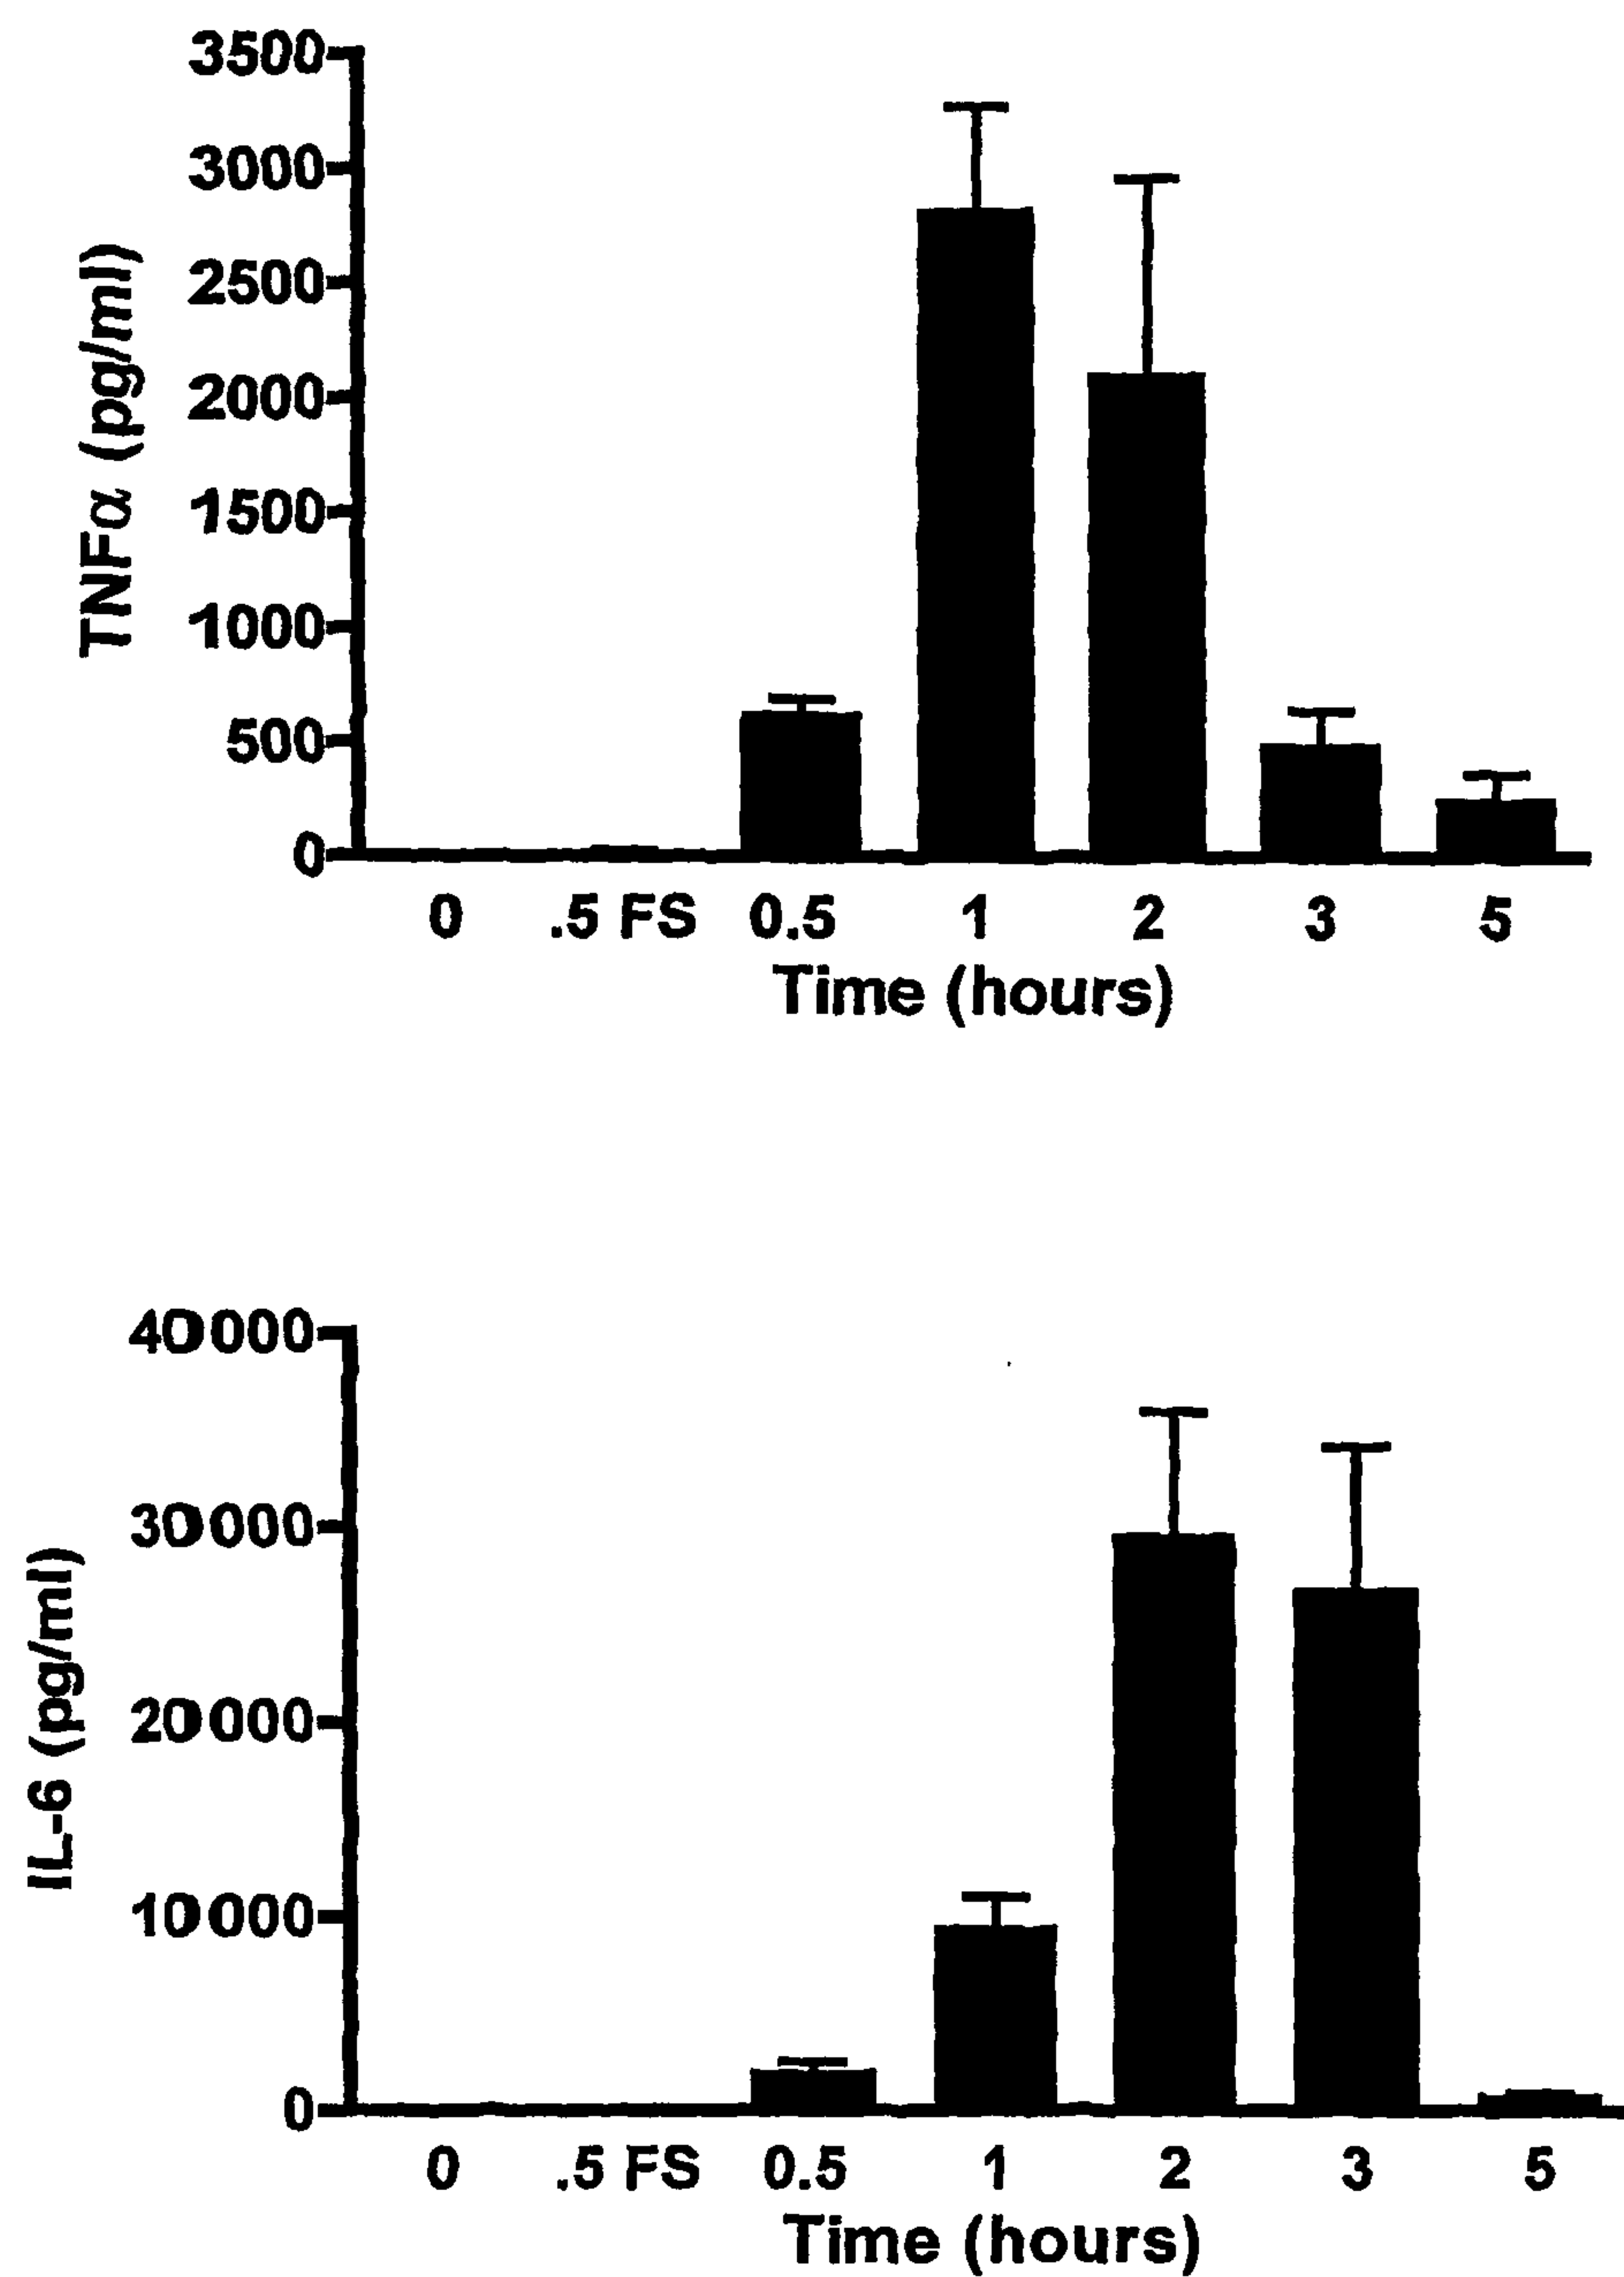 3500
3000
2500
2000
1500
1000
500
0
TNFα (pg/ml)
0 .5 FS 0.5 1 2 3 5
Time (hours)
40000
30000
20000
10000
0
IL-6 (pg/ml)
0 .5 FS 0.5 1 2 3 5
Time (hours)